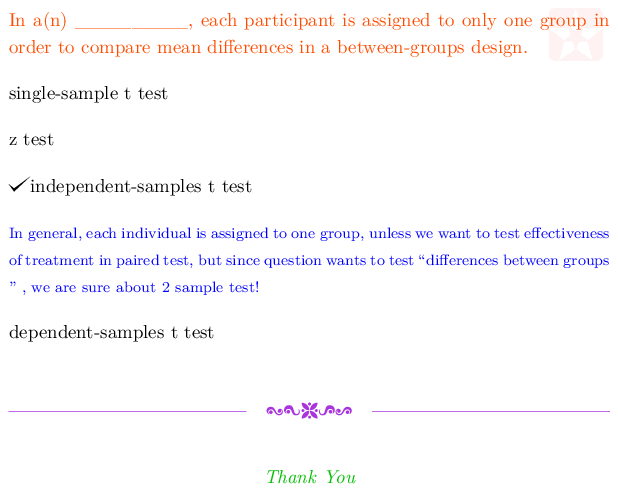 In a(n) __________, each participant is assigned to only one group in
order to compare mean differences in a between-groups design.
single-sample t test
z test
✓independent-samples t test
In general, each individual is assigned to one group, unless we want to test effectiveness
of treatment in paired test, but since question wants to test “differences between groups
” , we are sure about 2 sample test!
dependent-samples t test
Thank You